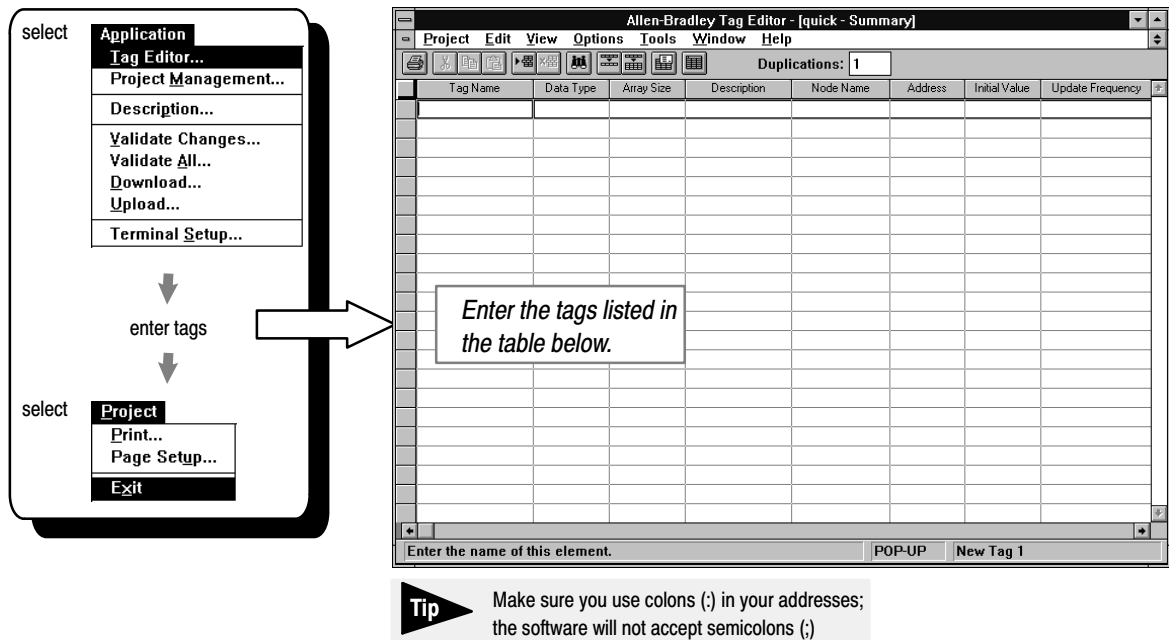 select
Application
Tag Editor...
Project Management...
Description...
Validate Changes...
Validate All...
Download...
Upload...
Terminal Setup...
enter tags
select
Project
Print...
Page Setup...
Exit
Allen-Bradley Tag Editor - [quick - Summary]
Project Edit View Options Tools Window Help
Duplications: 1
Tag Name Data Type Array Size Description Node Name Address Initial Value Update Frequency
Enter the tags listed in
the table below.
Enter the name of this element. POP-UP New Tag 1
Tip
Make sure you use colons (:) in your addresses;
the software will not accept semicolons (;)